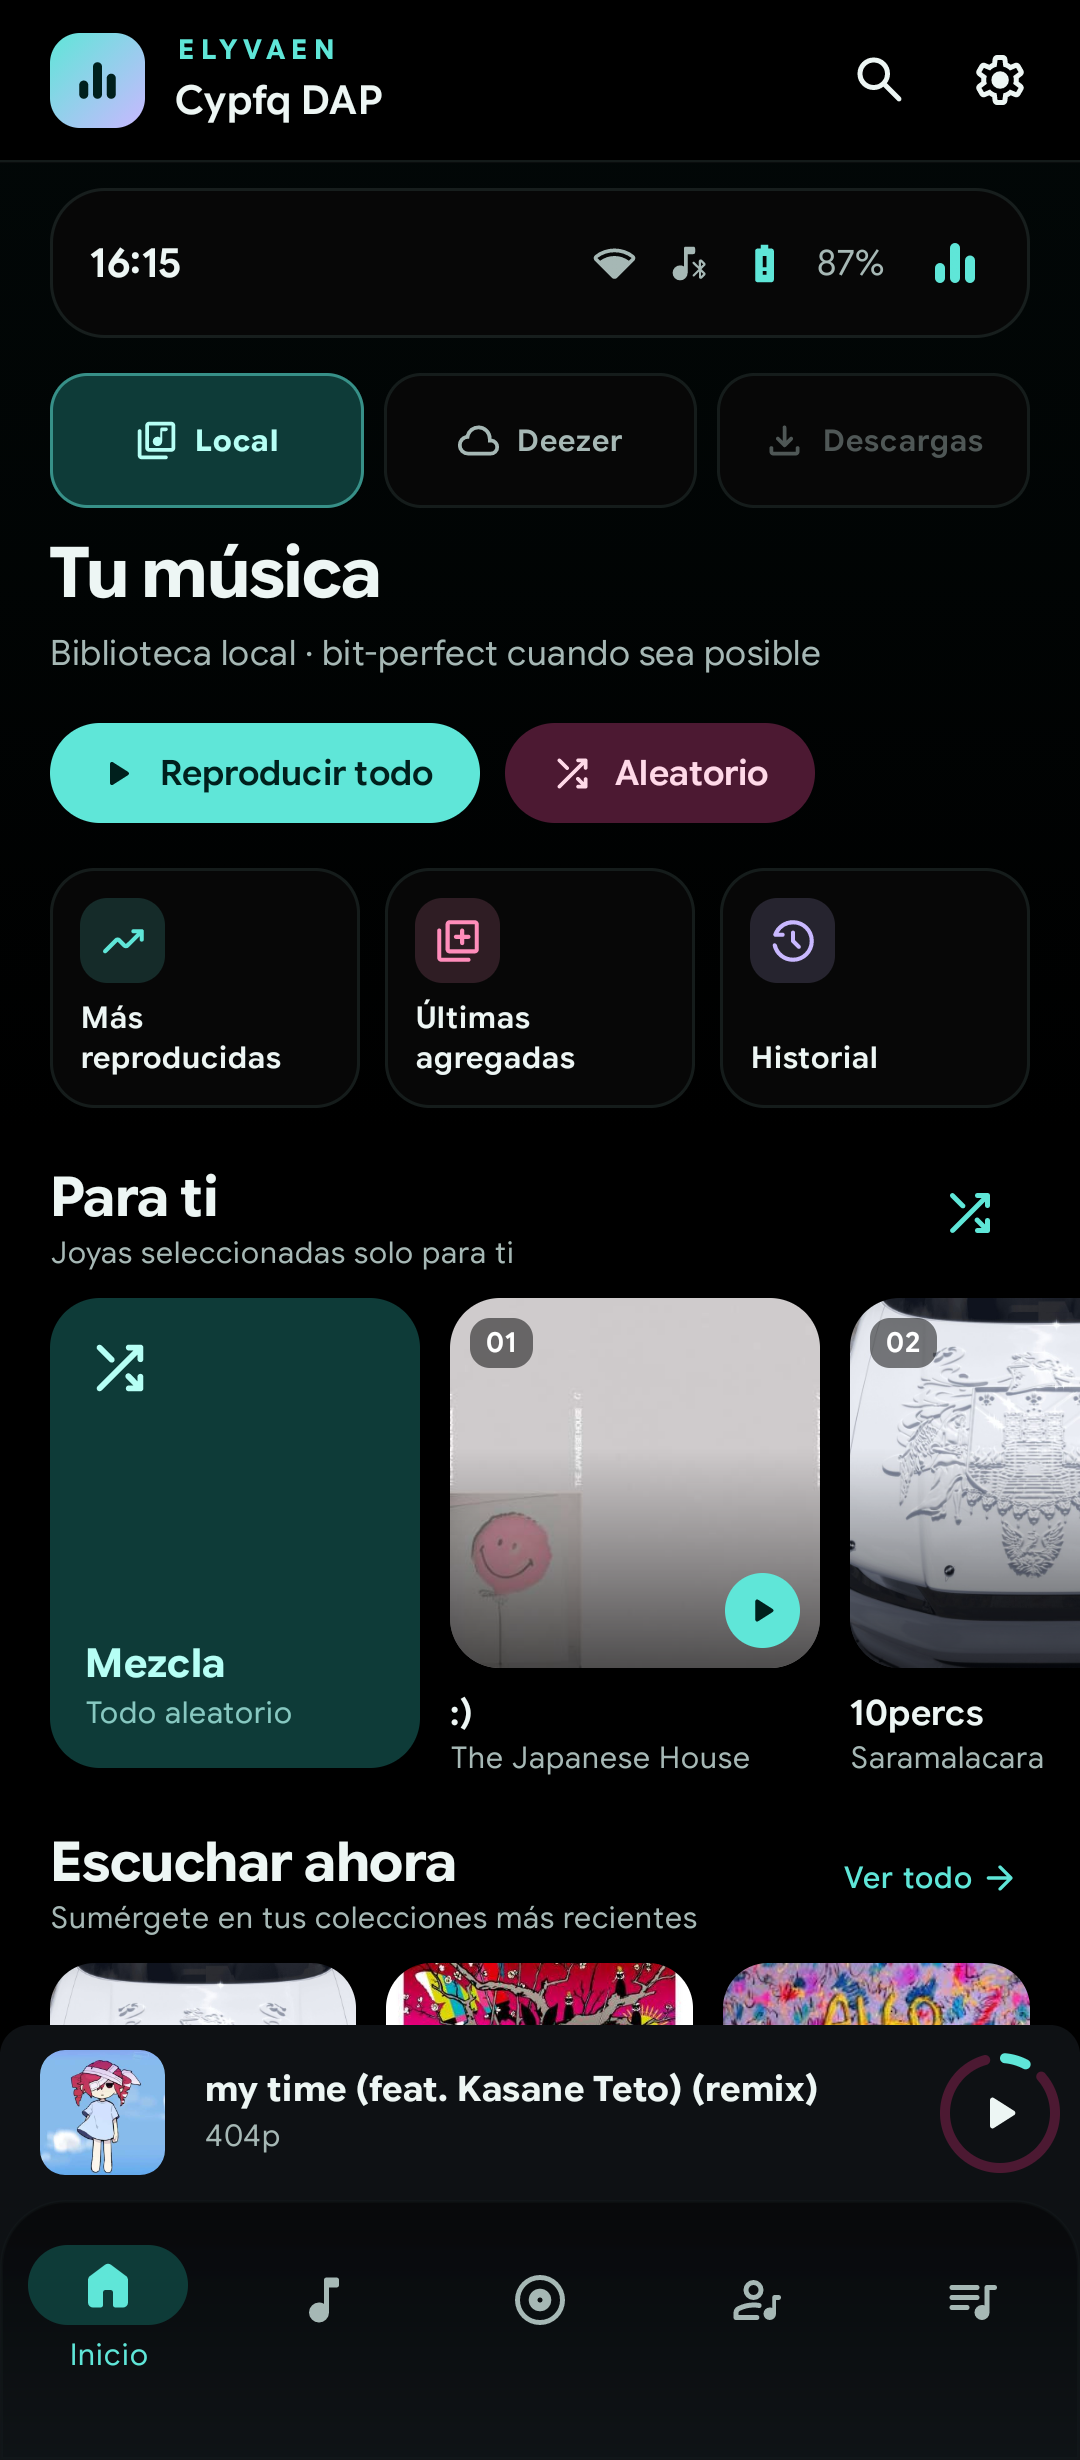 ELYVAEN
Cypfq DAP
16:15
87%
Local
Deezer
Descargas
Tu música
Biblioteca local · bit-perfect cuando sea posible
Reproducir todo
Aleatorio
Más
reproducidas
Últimas
agregadas
Historial
Para ti
Joyas seleccionadas solo para ti
01
02
THE JAPANESE HOUSE
Mezcla
Todo aleatorio
:)
The Japanese House
10percs
Saramalacara
Escuchar ahora
Ver todo →
Sumérgete en tus colecciones más recientes
my time (feat. Kasane Teto) (remix)
404p
Inicio